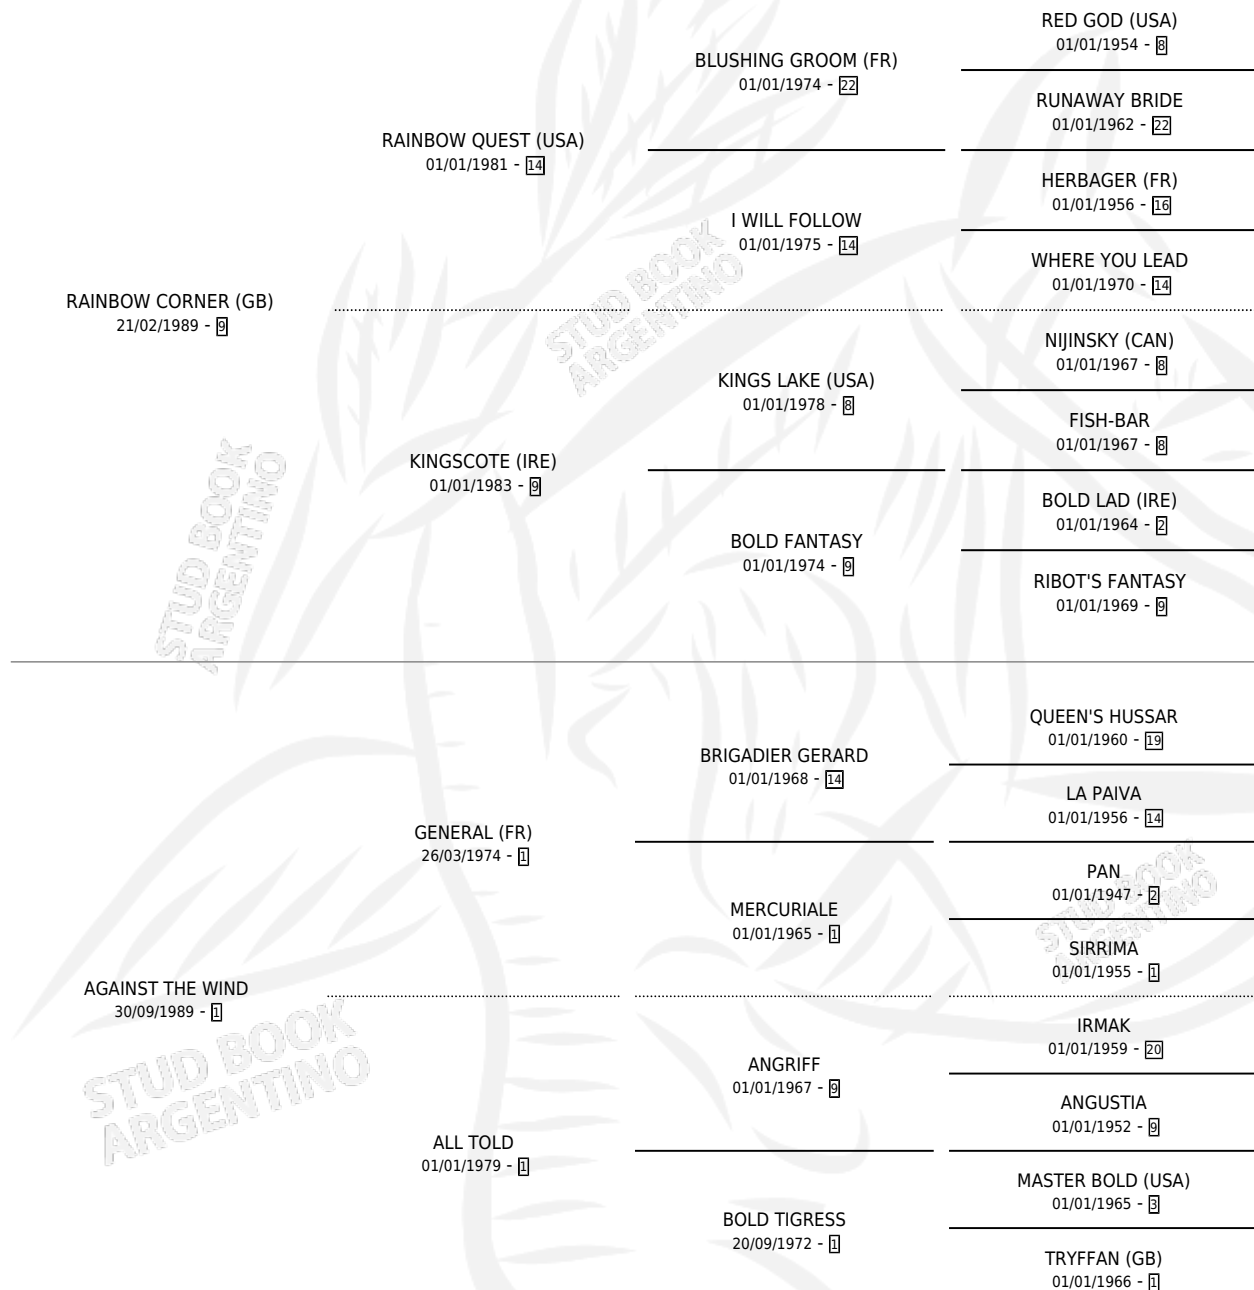 RED GOD (USA)
01/01/1954 - 8
BLUSHING GROOM (FR)
01/01/1974 - 22
RUNAWAY BRIDE
01/01/1962 - 22
RAINBOW QUEST (USA)
01/01/1981 - 14
HERBAGER (FR)
01/01/1956 - 16
I WILL FOLLOW
01/01/1975 - 14
WHERE YOU LEAD
01/01/1970 - 14
RAINBOW CORNER (GB)
21/02/1989 - 9
NIJINSKY (CAN)
01/01/1967 - 8
KINGS LAKE (USA)
01/01/1978 - 8
FISH-BAR
01/01/1967 - 8
KINGSCOTE (IRE)
01/01/1983 - 9
BOLD LAD (IRE)
01/01/1964 - 2
BOLD FANTASY
01/01/1974 - 9
RIBOT'S FANTASY
01/01/1969 - 9
QUEEN'S HUSSAR
01/01/1960 - 19
BRIGADIER GERARD
01/01/1968 - 14
LA PAIVA
01/01/1956 - 14
GENERAL (FR)
26/03/1974 - 1
PAN
01/01/1947 - 2
MERCURIALE
01/01/1965 - 1
SIRRIMA
01/01/1955 - 1
AGAINST THE WIND
30/09/1989 - 1
IRMAK
01/01/1959 - 20
ANGRIFF
01/01/1967 - 9
ANGUSTIA
01/01/1952 - 9
ALL TOLD
01/01/1979 - 1
MASTER BOLD (USA)
01/01/1965 - 3
BOLD TIGRESS
20/09/1972 - 1
TRYFFAN (GB)
01/01/1966 - 1
STUD BOOK
ARGENTINO
STUD BOOK
ARGENTINO
STUD BOOK
ARGENTINO
STUD BOOK
ARGENTINO